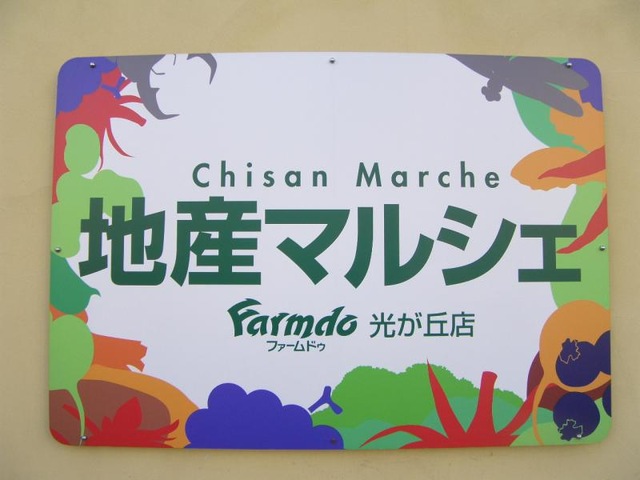 Chisan Marche
地産マルシェ
Farmdo 光が丘店
ファームドゥ